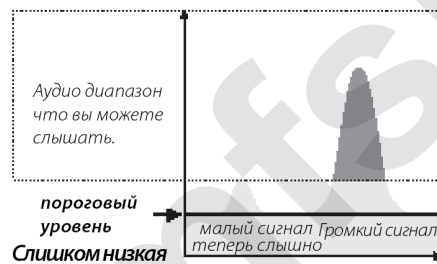 Аудио диапазон
что вы можете
слышать.
пороговый
уровень
малый сигнал Громкий сигнал
теперь слышно
Слишком низкая